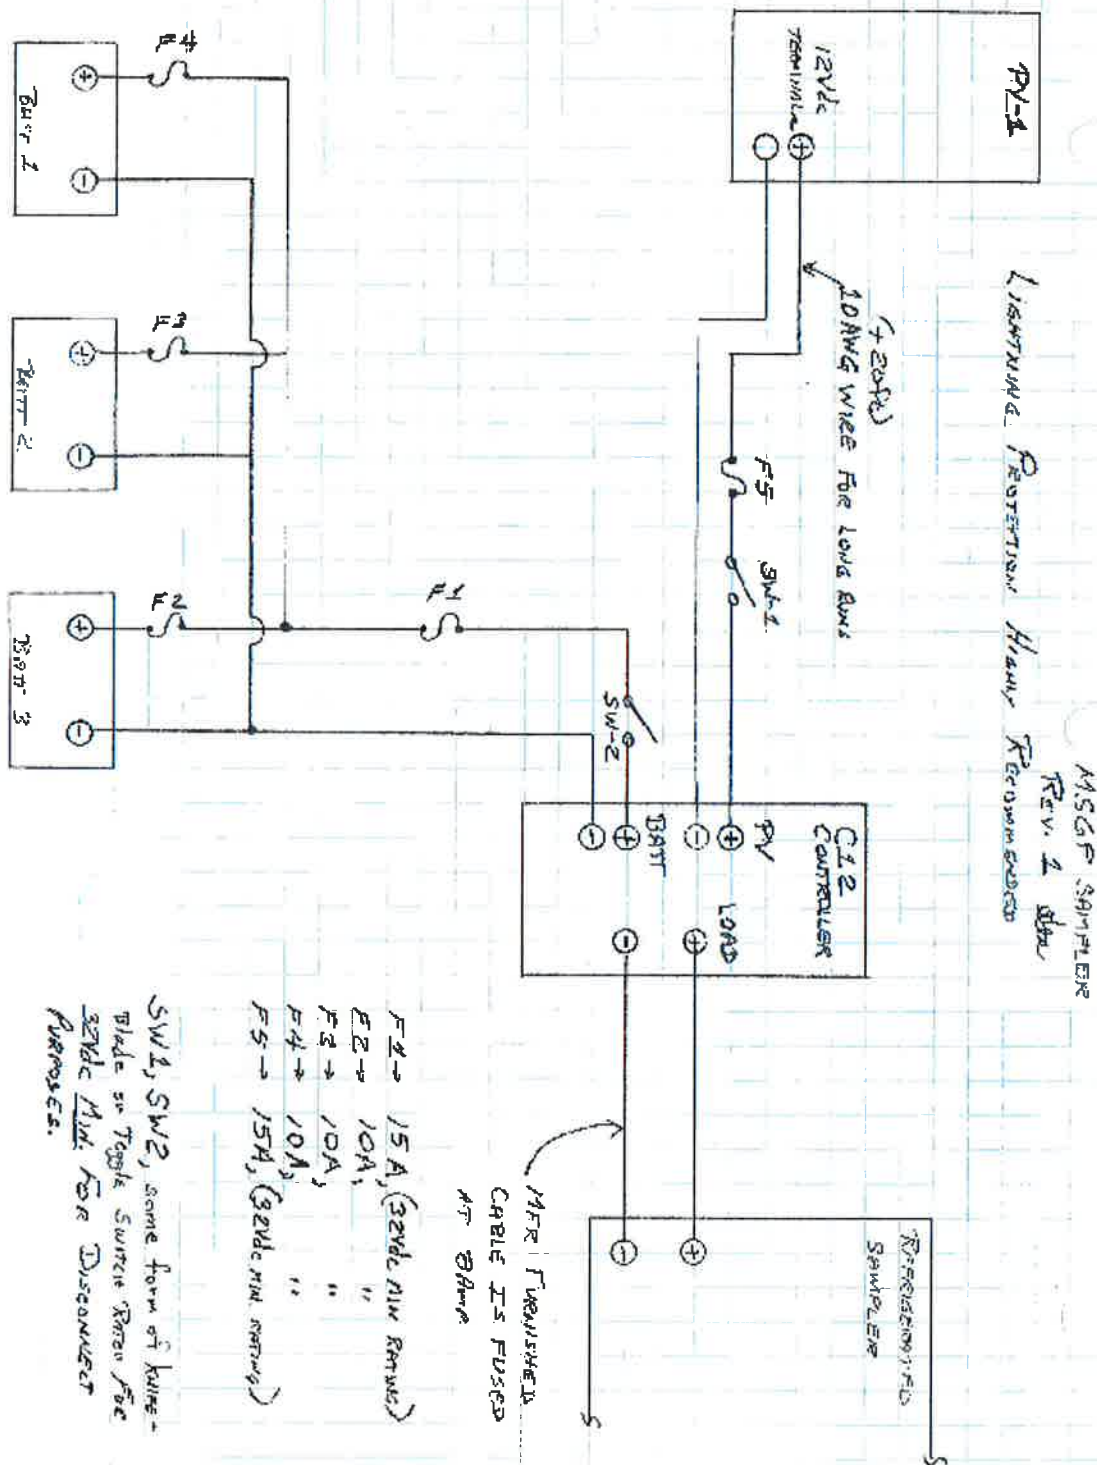 MSGP SAMPLER
REV. 1
LIGHTNING PROTECTION HIGHLY RECOMMENDED
PV-1
12Vdc
TERMINALS
+
(+ 20ft)
10AWG WIRE FOR LONG RUNS
F5
SW-1
C12
CONTROLLER
PV
LOAD
+
-
BATT
+
-
+
-
REFRIGERATED
SAMPLER
+
-
MFR FURNISHED
CABLE IS FUSED
AT 8Amp
F4
BATT 1
+
-
F3
BATT-2
+
-
F2
F1
SW-2
BATT-3
+
-
F1→ 15A, (32Vdc MIN RATING)
F2→ 10A, "
F3→ 10A, "
F4→ 10A, "
F5→ 15A, (32Vdc MIN. RATING)
SW1, SW2, some form of KNIFE-
Blade or Toggle SWITCH RATED FOR
32Vdc MIN. FOR DISCONNECT
PURPOSES.
S
S